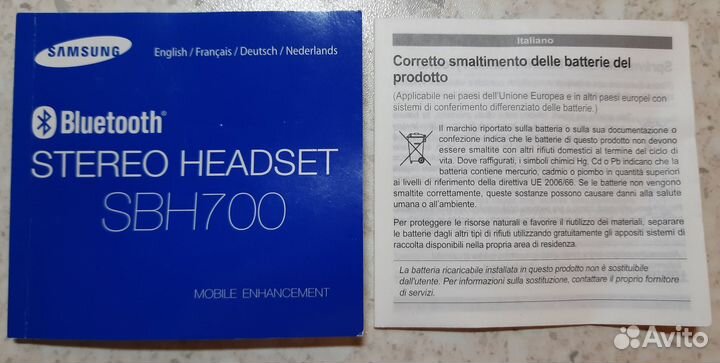 SAMSUNG
English / Français / Deutsch / Nederlands
Bluetooth®
STEREO HEADSET
SBH700
MOBILE ENHANCEMENT
Italiano
Corretto smaltimento delle batterie del
prodotto
(Applicabile nei paesi dell'Unione Europea e in altri paesi europei con
sistemi di conferimento differenziato delle batterie.)
Il marchio riportato sulla batteria o sulla sua documentazione o
confezione indica che le batterie di questo prodotto non devono
essere smaltite con altri rifiuti domestici al termine del ciclo di
vita. Dove raffigurati, i simboli chimici Hg, Cd o Pb indicano che la
batteria contiene mercurio, cadmio o piombo in quantità superiori
ai livelli di riferimento della direttiva UE 2006/66. Se le batterie non vengono
smaltite correttamente, queste sostanze possono causare danni alla salute
umana o all'ambiente.
Per proteggere le risorse naturali e favorire il riutilizzo dei materiali, separare
le batterie dagli altri tipi di rifiuti utilizzando gratuitamente gli appositi sistemi di
raccolta disponibili nella propria area di residenza.
La batteria ricaricabile installata in questo prodotto non è sostituibile
dall'utente. Per informazioni sulla sostituzione, contattare il proprio fornitore
di servizi.
Avito